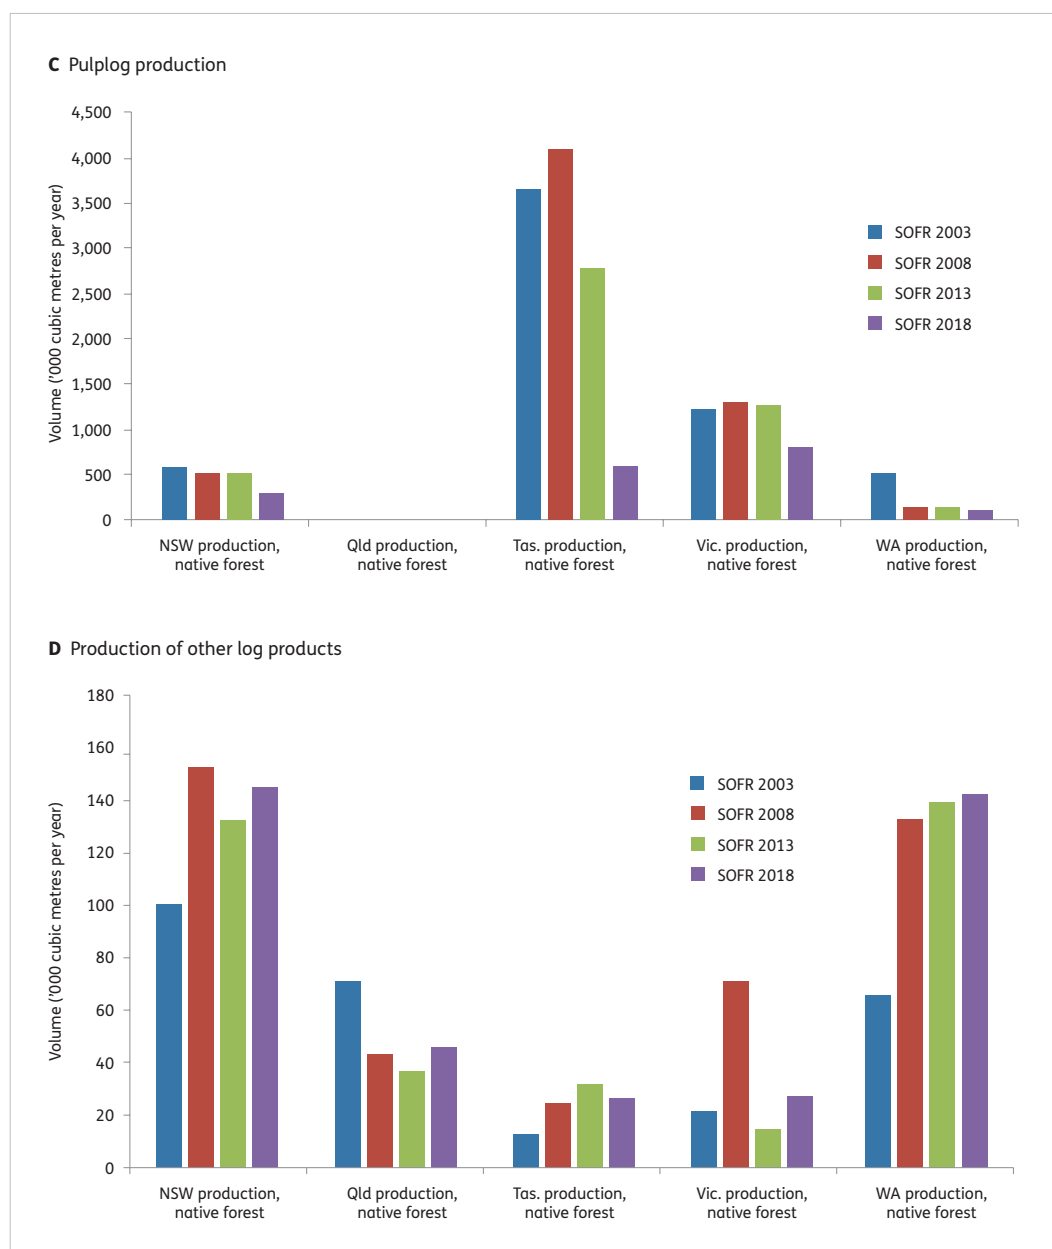 C Pulplog production
Volume ('000 cubic metres per year)
4,500
4,000
3,500
3,000
2,500
2,000
1,500
1,000
500
0
SOFR 2003
SOFR 2008
SOFR 2013
SOFR 2018
NSW production,
native forest
Qld production,
native forest
Tas. production,
native forest
Vic. production,
native forest
WA production,
native forest
D Production of other log products
Volume ('000 cubic metres per year)
180
160
140
120
100
80
60
40
20
0
SOFR 2003
SOFR 2008
SOFR 2013
SOFR 2018
NSW production,
native forest
Qld production,
native forest
Tas. production,
native forest
Vic. production,
native forest
WA production,
native forest